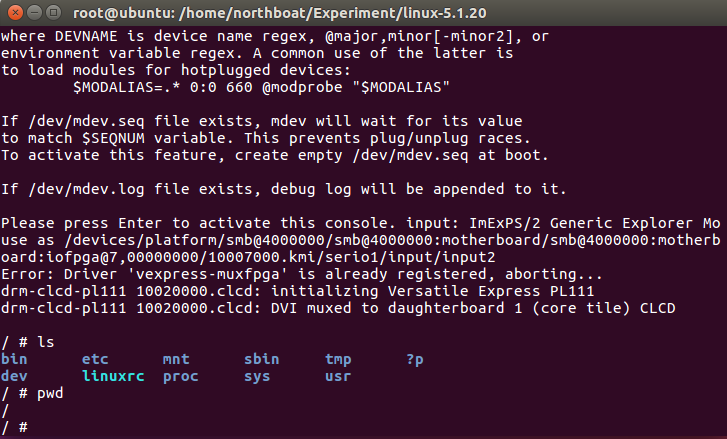 root@ubuntu: /home/northboat/Experiment/linux-5.1.20
where DEVNAME is device name regex, @major,minor[-minor2], or
environment variable regex. A common use of the latter is
to load modules for hotplugged devices:
        $MODALIAS=.* 0:0 660 @modprobe "$MODALIAS"

If /dev/mdev.seq file exists, mdev will wait for its value
to match $SEQNUM variable. This prevents plug/unplug races.
To activate this feature, create empty /dev/mdev.seq at boot.

If /dev/mdev.log file exists, debug log will be appended to it.

Please press Enter to activate this console. input: ImExPS/2 Generic Explorer Mo
use as /devices/platform/smb@4000000/smb@4000000:motherboard/smb@4000000:motherb
oard:iofpga@7,00000000/10007000.kmi/serio1/input/input2
Error: Driver 'vexpress-muxfpga' is already registered, aborting...
drm-clcd-pl111 10020000.clcd: initializing Versatile Express PL111
drm-clcd-pl111 10020000.clcd: DVI muxed to daughterboard 1 (core tile) CLCD

/ # ls
bin      etc      mnt      sbin     tmp      ?p
dev      linuxrc  proc     sys      usr
/ # pwd
/
/ #